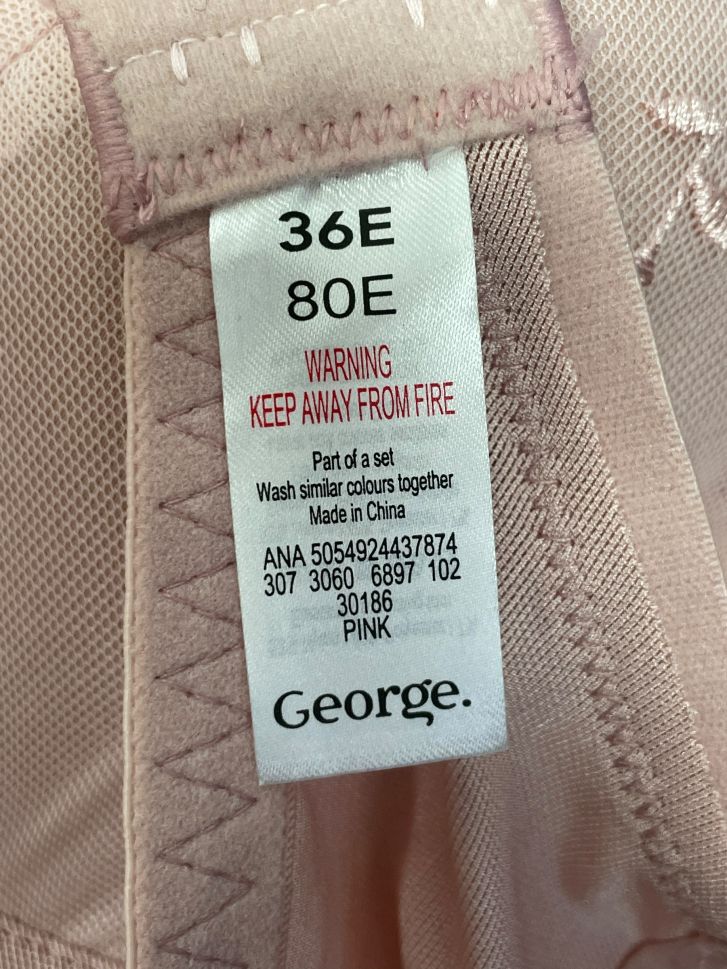 36E
80E
WARNING
KEEP AWAY FROM FIRE
Part of a set
Wash similar colours together
Made in China
ANA 5054924437874
307 3060 6897 102
30186
PINK
George.